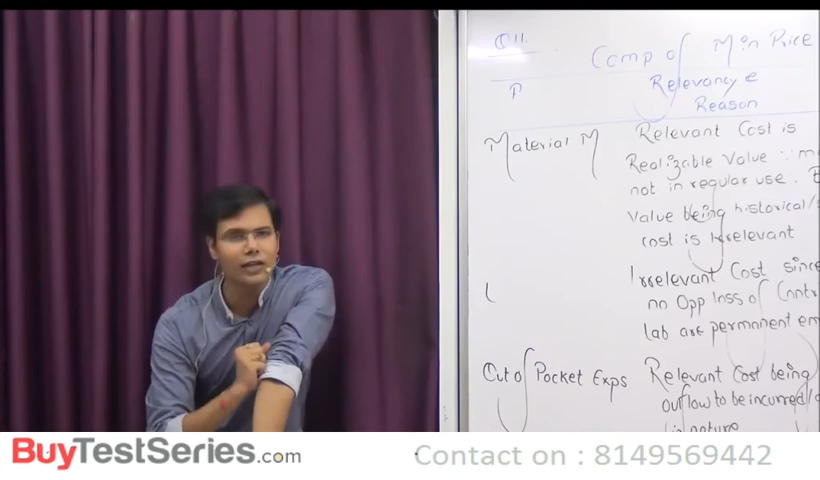 Q11.
Comp of Min Price
P
Relevancy &
Reason
Material M
Relevant Cost is
Realizable Value ∵
not in regular use.
Value being historical/
cost is Irrelevant
L
Irrelevant Cost since
no Opp loss of Contr
lab are permanent
Out of Pocket Exps
Relevant Cost being
outflow to be incurred/
in nature
BuyTestSeries.com
Contact on : 8149569442